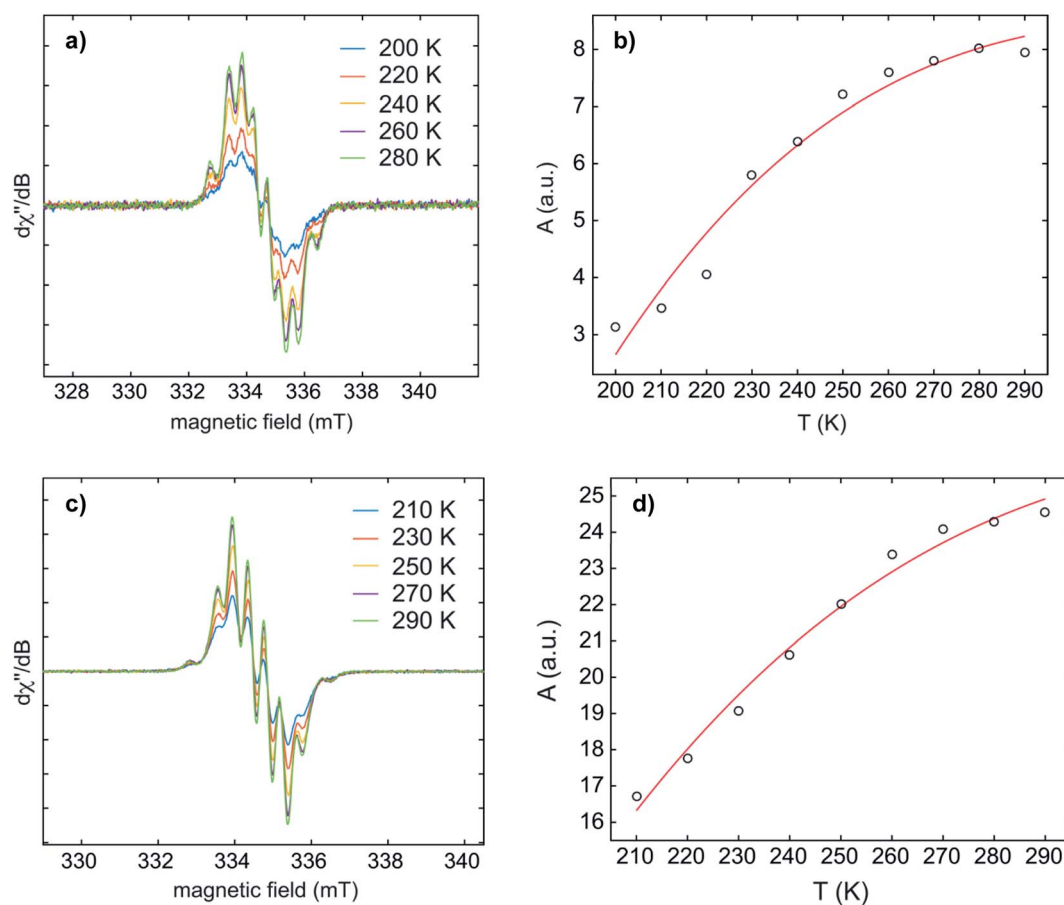 a)
200 K
220 K
240 K
260 K
280 K
dχ"/dB
328 330 332 334 336 338 340
magnetic field (mT)
b)
8
7
6
5
4
3
A (a.u.)
200 210 220 230 240 250 260 270 280 290
T (K)
c)
210 K
230 K
250 K
270 K
290 K
dχ"/dB
330 332 334 336 338 340
magnetic field (mT)
d)
25
24
23
22
21
20
19
18
17
16
A (a.u.)
210 220 230 240 250 260 270 280 290
T (K)